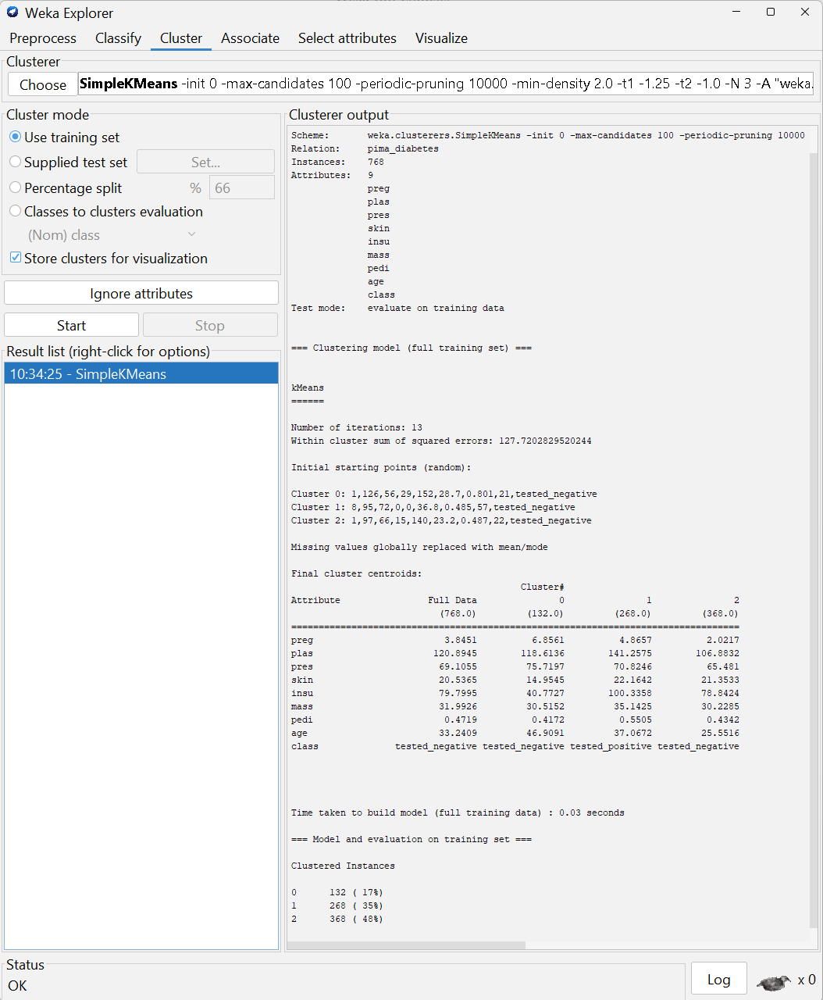 Weka Explorer
Preprocess Classify Cluster Associate Select attributes Visualize
Clusterer
Choose SimpleKMeans -init 0 -max-candidates 100 -periodic-pruning 10000 -min-density 2.0 -t1 -1.25 -t2 -1.0 -N 3 -A "weka.
Cluster mode
Use training set
Supplied test set Set...
Percentage split % 66
Classes to clusters evaluation
(Nom) class
Store clusters for visualization
Ignore attributes
Start Stop
Result list (right-click for options)
10:34:25 - SimpleKMeans
Clusterer output
Scheme: weka.clusterers.SimpleKMeans -init 0 -max-candidates 100 -periodic-pruning 10000
Relation: pima_diabetes
Instances: 768
Attributes: 9
preg
plas
pres
skin
insu
mass
pedi
age
class
Test mode: evaluate on training data
=== Clustering model (full training set) ===
kMeans
======
Number of iterations: 13
Within cluster sum of squared errors: 127.7202829520244
Initial starting points (random):
Cluster 0: 1,126,56,29,152,28.7,0.801,21,tested_negative
Cluster 1: 8,95,72,0,0,36.8,0.485,57,tested_negative
Cluster 2: 1,97,66,15,140,23.2,0.487,22,tested_negative
Missing values globally replaced with mean/mode
Final cluster centroids:
Cluster#
Attribute Full Data 0 1 2
(768.0) (132.0) (268.0) (368.0)
==================================================================================
preg 3.8451 6.8561 4.8657 2.0217
plas 120.8945 118.6136 141.2575 106.8832
pres 69.1055 75.7197 70.8246 65.481
skin 20.5365 14.9545 22.1642 21.3533
insu 79.7995 40.7727 100.3358 78.8424
mass 31.9926 30.5152 35.1425 30.2285
pedi 0.4719 0.4172 0.5505 0.4342
age 33.2409 46.9091 37.0672 25.5516
class tested_negative tested_negative tested_positive tested_negative
Time taken to build model (full training data) : 0.03 seconds
=== Model and evaluation on training set ===
Clustered Instances
0 132 ( 17%)
1 268 ( 35%)
2 368 ( 48%)
Status
OK
Log x 0